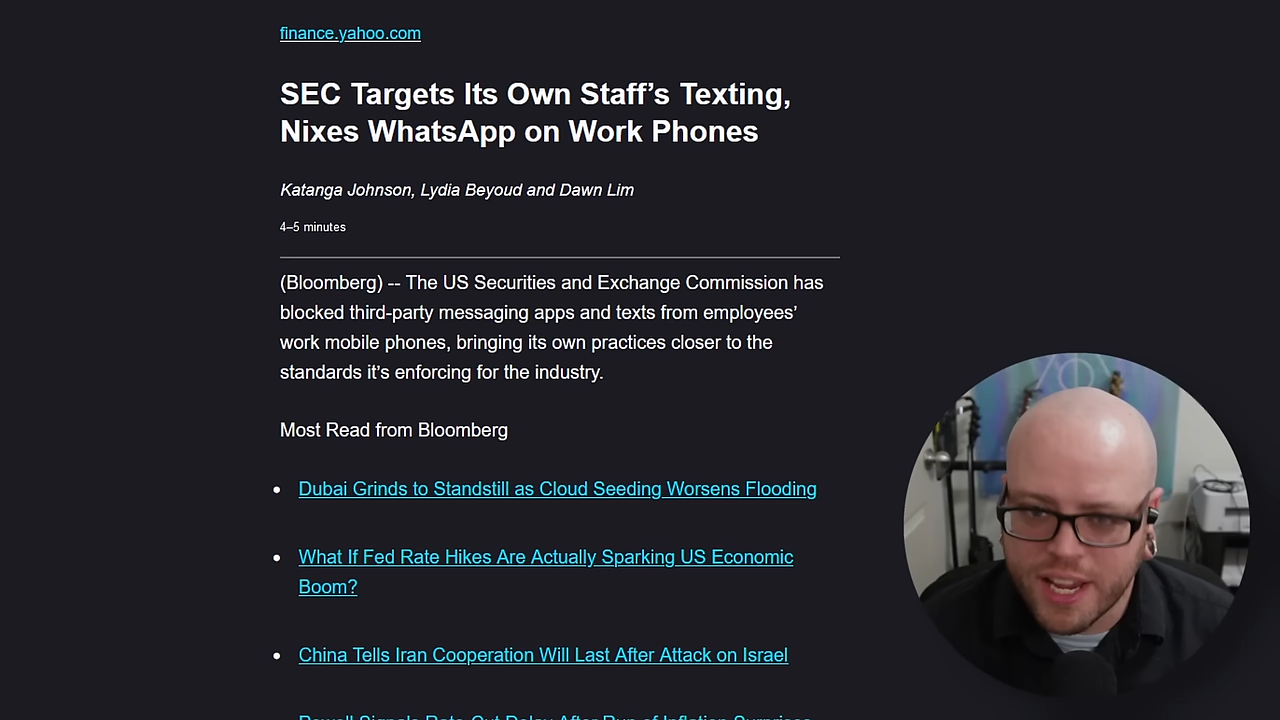 finance.yahoo.com
SEC Targets Its Own Staff’s Texting,
Nixes WhatsApp on Work Phones
Katanga Johnson, Lydia Beyoud and Dawn Lim
4–5 minutes
(Bloomberg) -- The US Securities and Exchange Commission has
blocked third-party messaging apps and texts from employees’
work mobile phones, bringing its own practices closer to the
standards it’s enforcing for the industry.
Most Read from Bloomberg
Dubai Grinds to Standstill as Cloud Seeding Worsens Flooding
What If Fed Rate Hikes Are Actually Sparking US Economic
Boom?
China Tells Iran Cooperation Will Last After Attack on Israel
Powell Signals Rate-Cut Delay After Run of Inflation Surprises